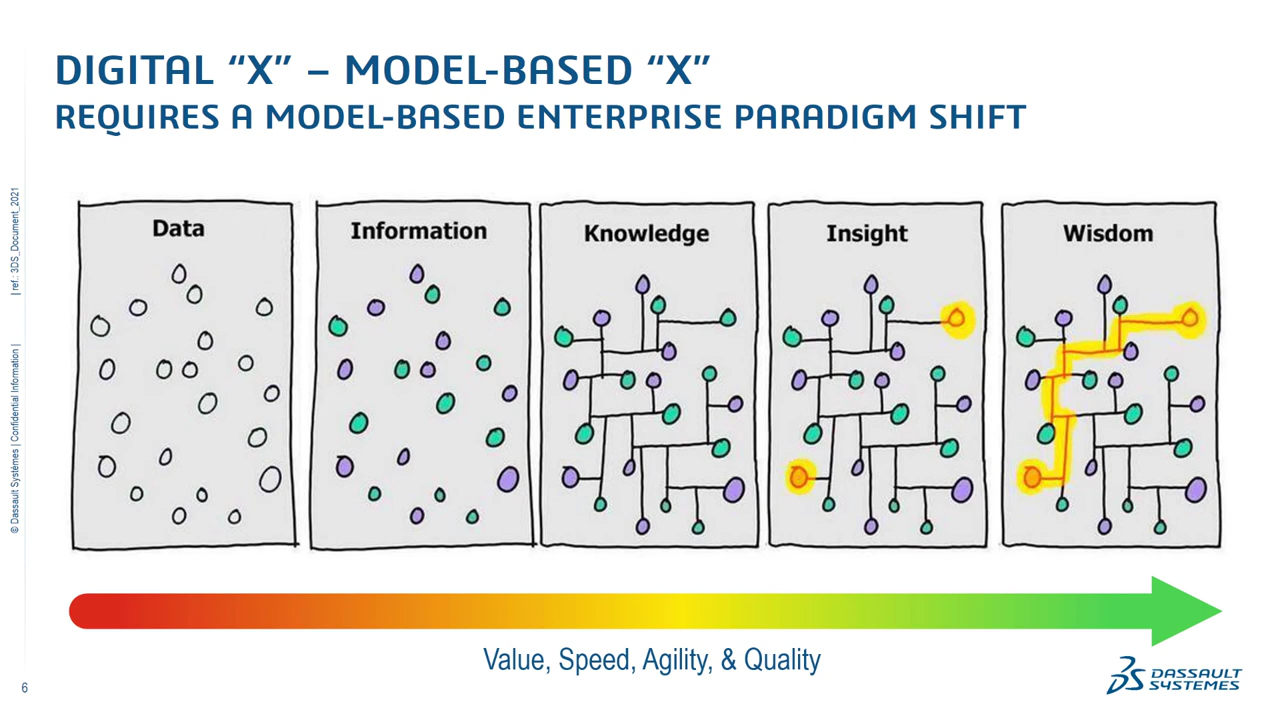 DIGITAL “X” – MODEL-BASED “X”
REQUIRES A MODEL-BASED ENTERPRISE PARADIGM SHIFT
© Dassault Systèmes | Confidential Information | | ref.: 3DS_Document_2021
Data
Information
Knowledge
Insight
Wisdom
Value, Speed, Agility, & Quality
6
3DS DASSAULT
SYSTEMES